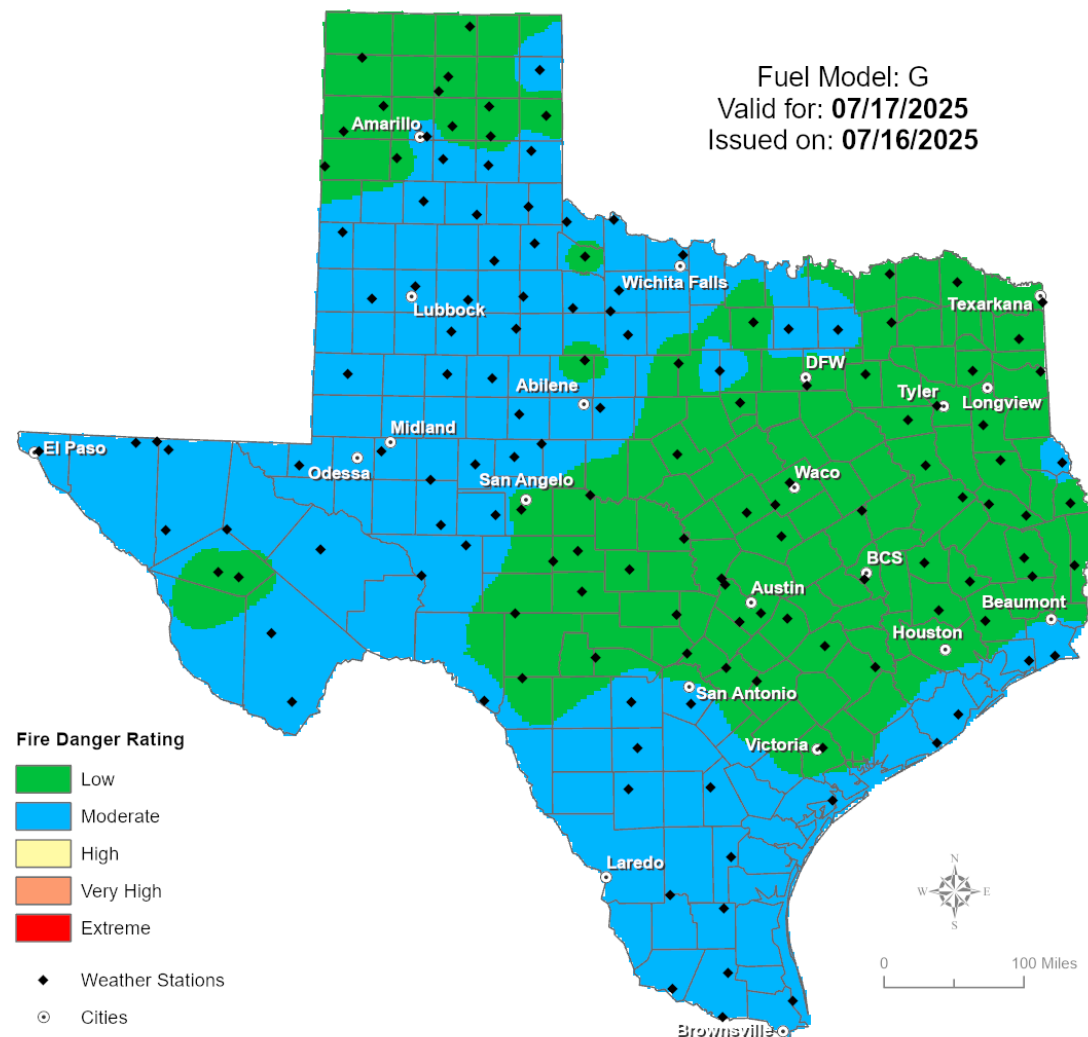 Fuel Model: G
Valid for: 07/17/2025
Issued on: 07/16/2025
Amarillo
Wichita Falls
Lubbock
Texarkana
DFW
Abilene
Tyler
Longview
Midland
El Paso
Odessa
San Angelo
Waco
BCS
Austin
Beaumont
Houston
San Antonio
Victoria
Fire Danger Rating
Low
Moderate
High
Very High
Extreme
Weather Stations
Cities
Laredo
Brownsville
N
W E
S
0 100 Miles